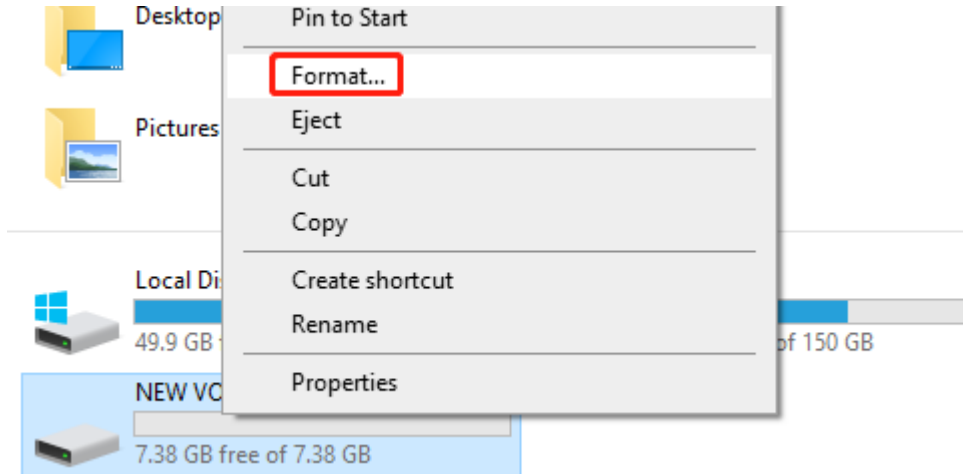 Desktop
Pin to Start
Format...
Eject
Pictures
Cut
Copy
Local Di
Create shortcut
Rename
49.9 GB
of 150 GB
NEW VO
Properties
7.38 GB free of 7.38 GB